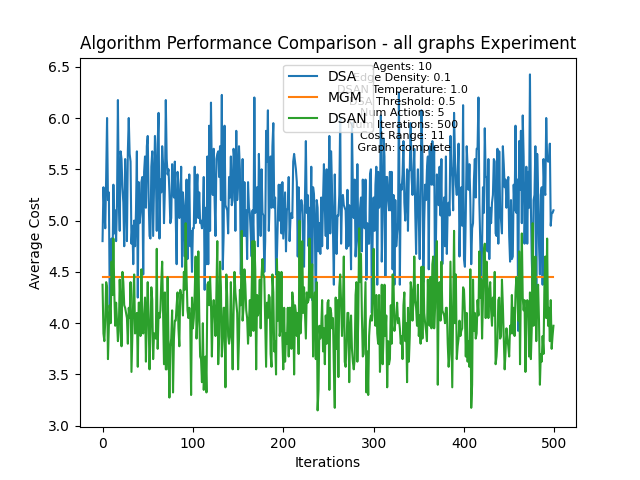 Algorithm Performance Comparison - all graphs Experiment
Average Cost
6.5
6.0
5.5
5.0
4.5
4.0
3.5
3.0
DSA
MGM
DSAN
Agents: 10
Edge Density: 0.1
DSAN Temperature: 1.0
DSA Threshold: 0.5
Num Actions: 5
Num Iterations: 500
Cost Range: 11
Graph: complete
0
100
200
300
400
500
Iterations